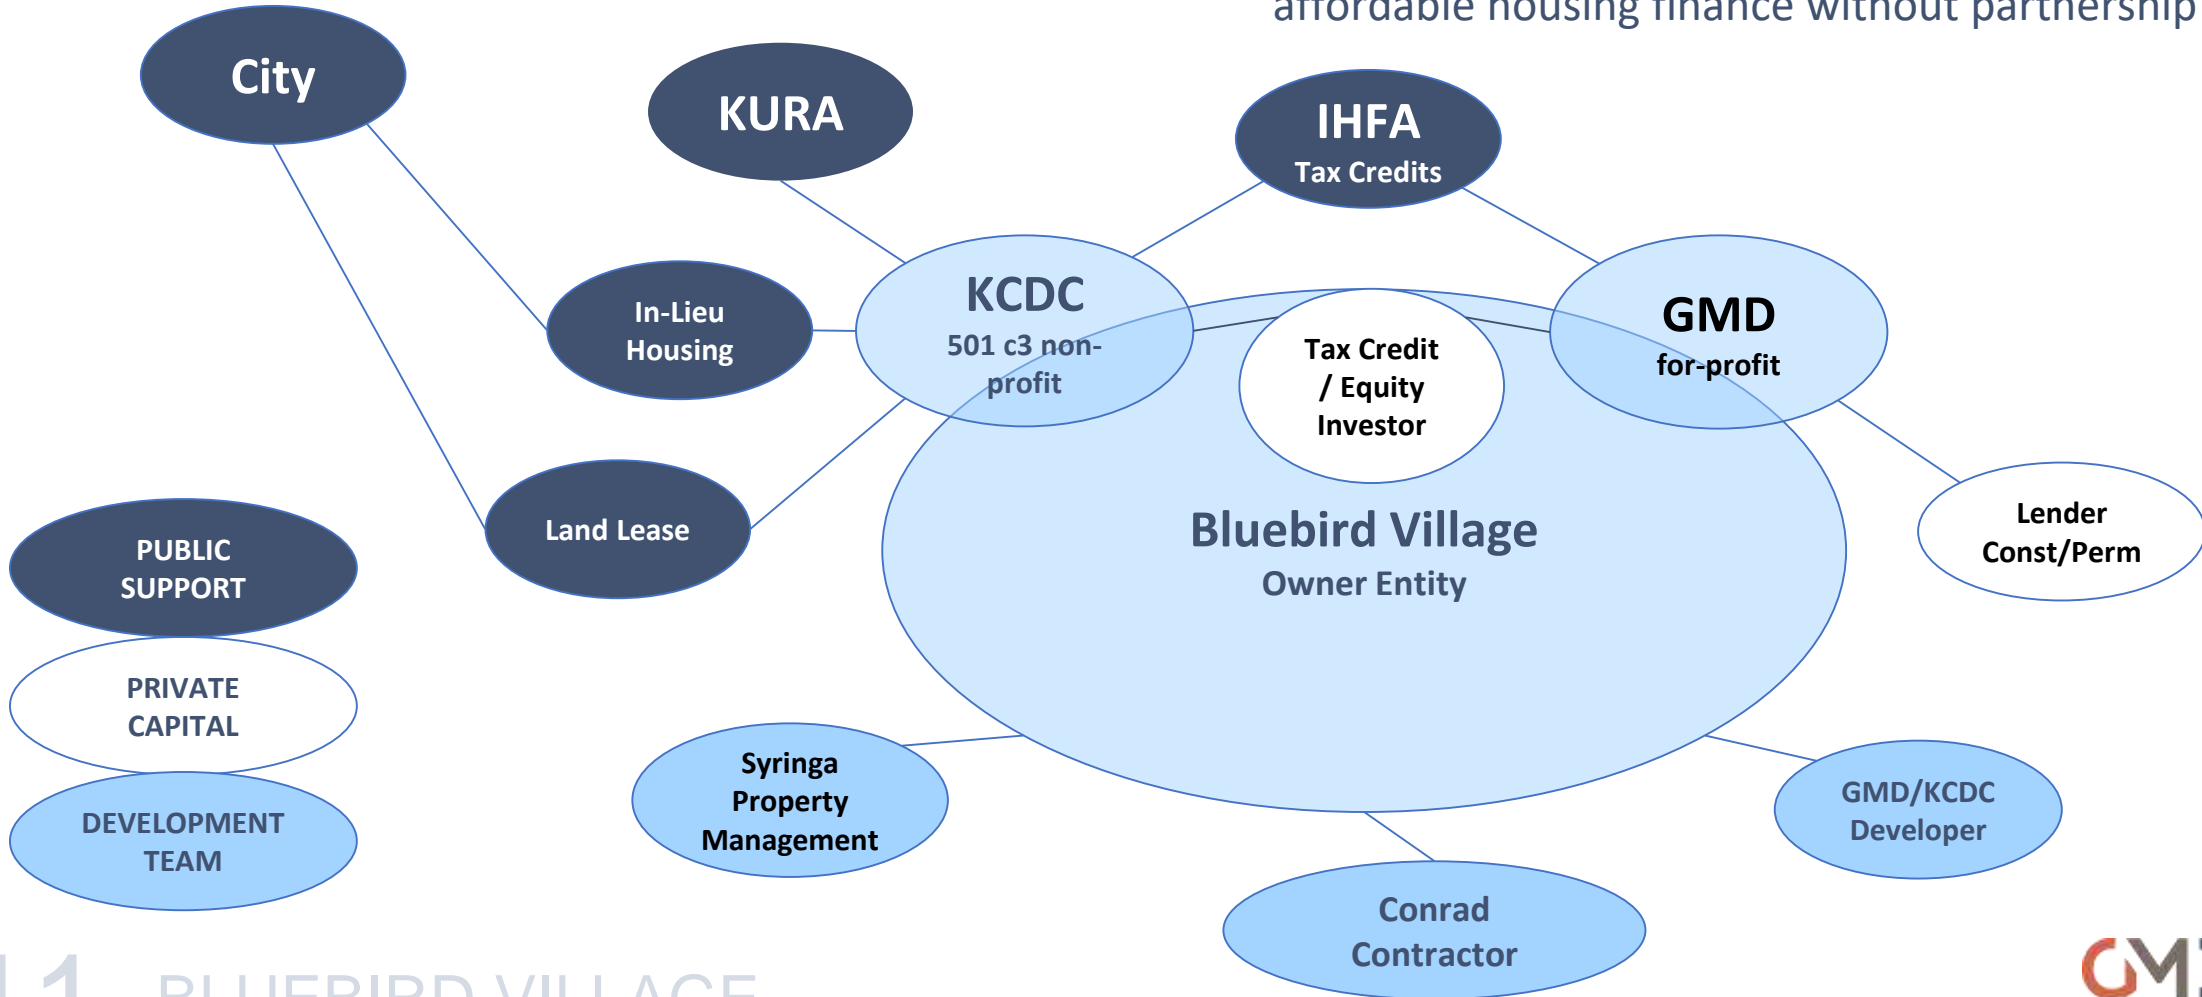 affordable housing finance without partnership
City
KURA
IHFA
Tax Credits
KCDC
501 c3 non-
profit
GMD
for-profit
In-Lieu
Housing
Tax Credit
/ Equity
Investor
Land Lease
Bluebird Village
Owner Entity
Lender
Const/Perm
PUBLIC
SUPPORT
PRIVATE
CAPITAL
DEVELOPMENT
TEAM
Syringa
Property
Management
GMD/KCDC
Developer
Conrad
Contractor
1 BLUEBIRD VILLAGE
GM